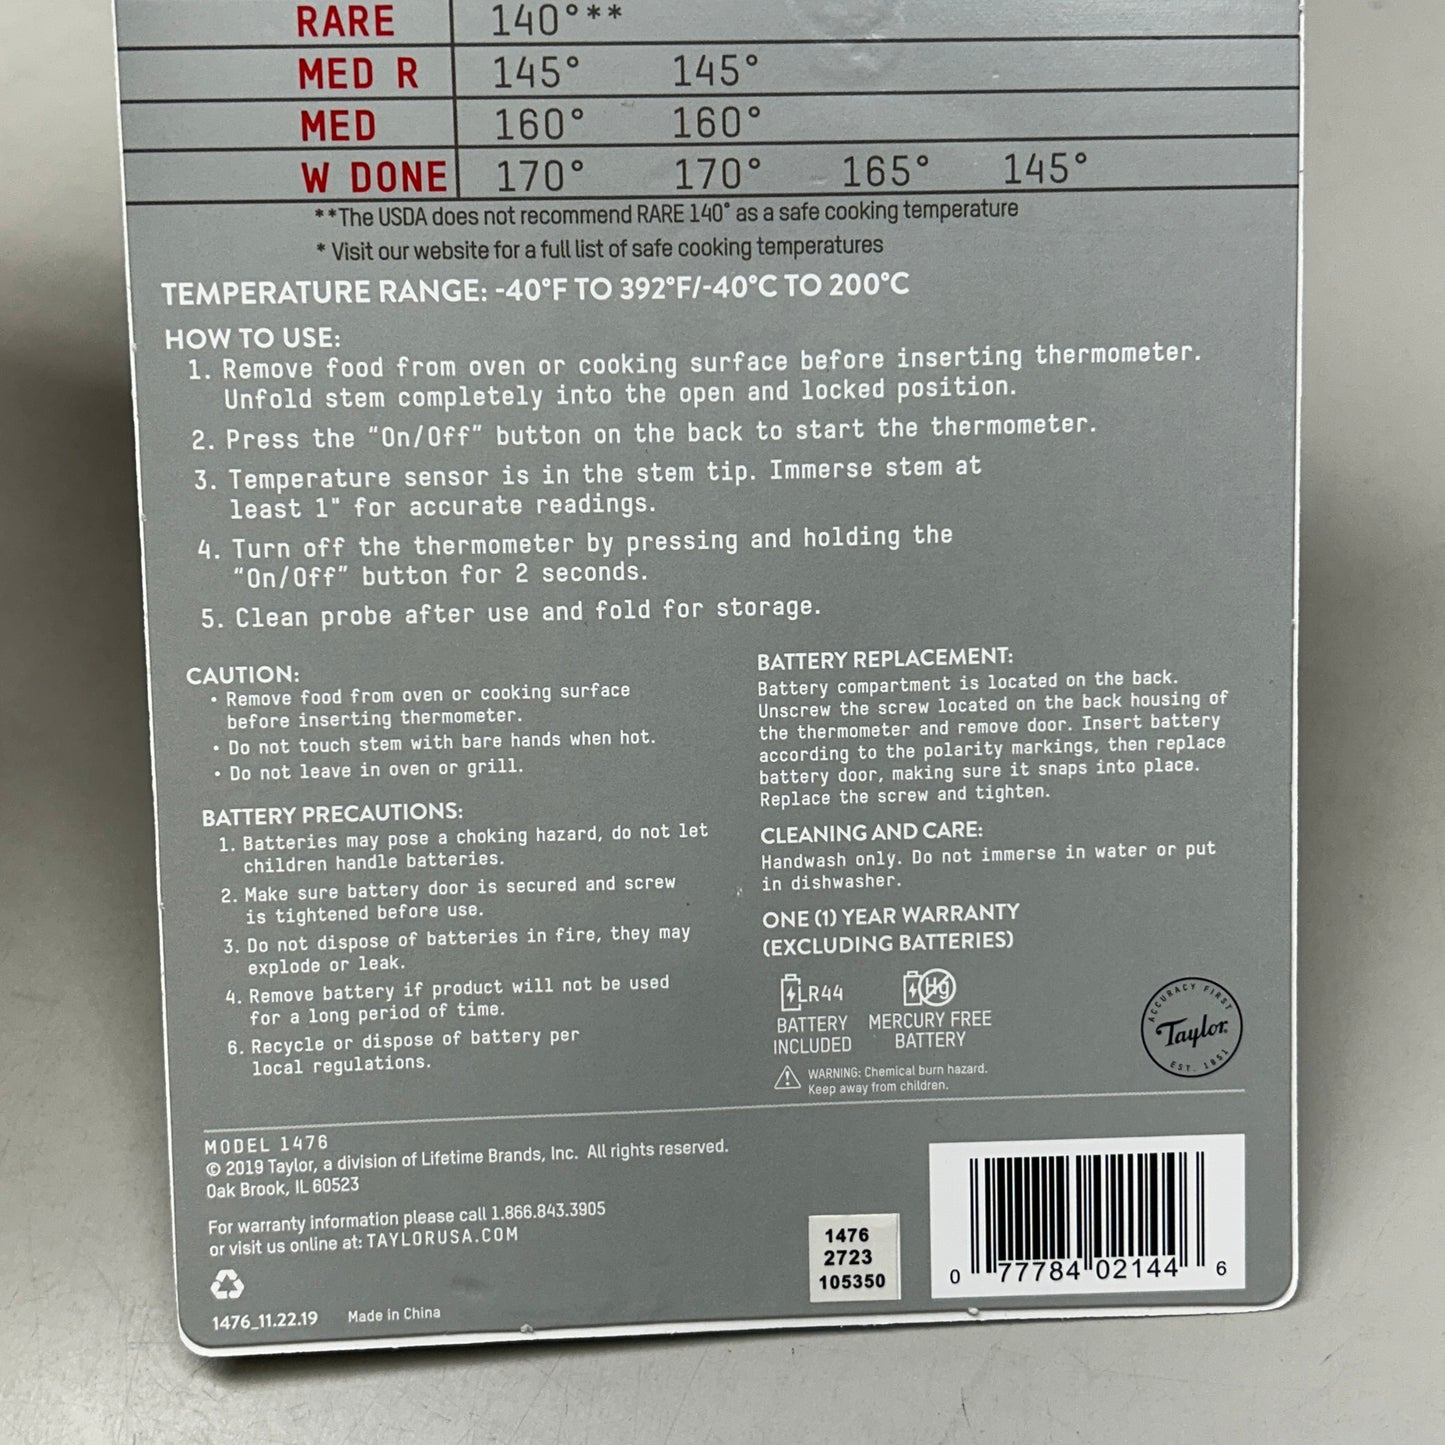 RARE 140°**
MED R 145° 145°
MED 160° 160°
W DONE 170° 170° 165° 145°
**The USDA does not recommend RARE 140° as a safe cooking temperature
* Visit our website for a full list of safe cooking temperatures
TEMPERATURE RANGE: -40°F TO 392°F/-40°C TO 200°C
HOW TO USE:
1. Remove food from oven or cooking surface before inserting thermometer.
Unfold stem completely into the open and locked position.
2. Press the “On/Off” button on the back to start the thermometer.
3. Temperature sensor is in the stem tip. Immerse stem at
least 1" for accurate readings.
4. Turn off the thermometer by pressing and holding the
“On/Off” button for 2 seconds.
5. Clean probe after use and fold for storage.
CAUTION:
• Remove food from oven or cooking surface
before inserting thermometer.
• Do not touch stem with bare hands when hot.
• Do not leave in oven or grill.
BATTERY PRECAUTIONS:
1. Batteries may pose a choking hazard, do not let
children handle batteries.
2. Make sure battery door is secured and screw
is tightened before use.
3. Do not dispose of batteries in fire, they may
explode or leak.
4. Remove battery if product will not be used
for a long period of time.
6. Recycle or dispose of battery per
local regulations.
BATTERY REPLACEMENT:
Battery compartment is located on the back.
Unscrew the screw located on the back housing of
the thermometer and remove door. Insert battery
according to the polarity markings, then replace
battery door, making sure it snaps into place.
Replace the screw and tighten.
CLEANING AND CARE:
Handwash only. Do not immerse in water or put
in dishwasher.
ONE (1) YEAR WARRANTY
(EXCLUDING BATTERIES)
LR44
BATTERY
INCLUDED
Hg
MERCURY FREE
BATTERY
WARNING: Chemical burn hazard.
Keep away from children.
ACCURACY FIRST
Taylor
EST. 1851
MODEL 1476
© 2019 Taylor, a division of Lifetime Brands, Inc. All rights reserved.
Oak Brook, IL 60523
For warranty information please call 1.866.843.3905
or visit us online at: TAYLORUSA.COM
1476_11.22.19 Made in China
1476
2723
105350
0 77784 02144 6